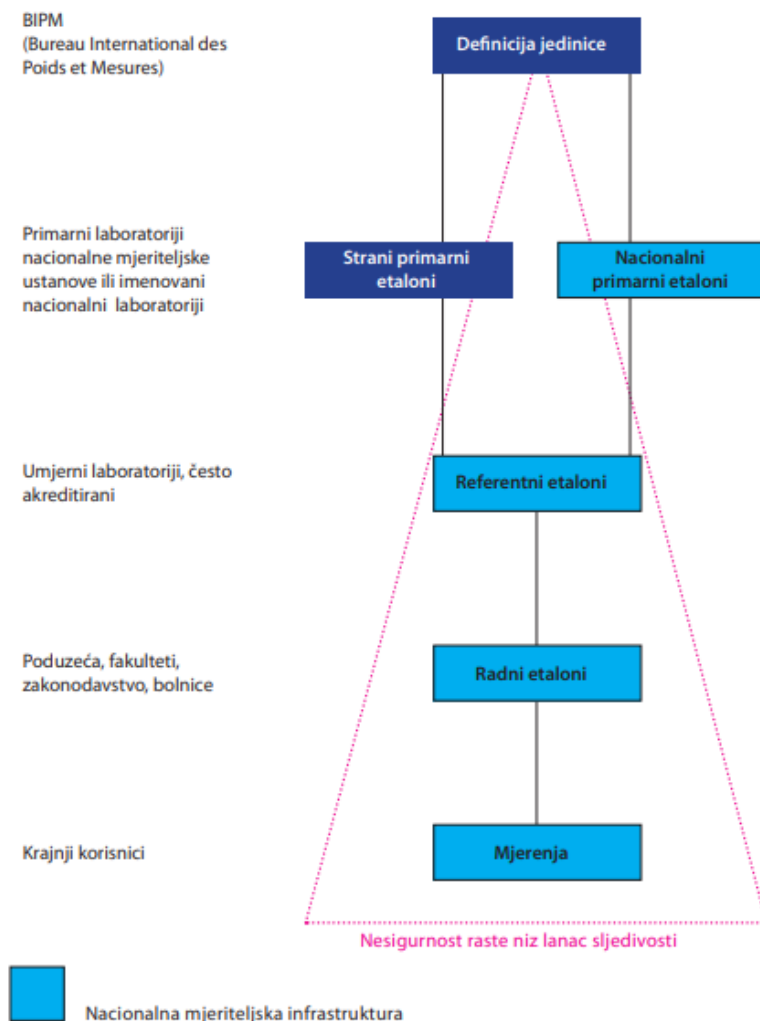 BIPM
(Bureau International des
Poids et Mesures)
Definicija jedinice
Primarni laboratoriji
nacionalne mjeriteljske
ustanove ili imenovani
nacionalni laboratoriji
Strani primarni
etaloni
Nacionalni
primarni etaloni
Umjerni laboratoriji, često
akreditirani
Referentni etaloni
Poduzeća, fakulteti,
zakonodavstvo, bolnice
Radni etaloni
Krajnji korisnici
Mjerenja
Nesigurnost raste niz lanac sljedivosti
Nacionalna mjeriteljska infrastruktura